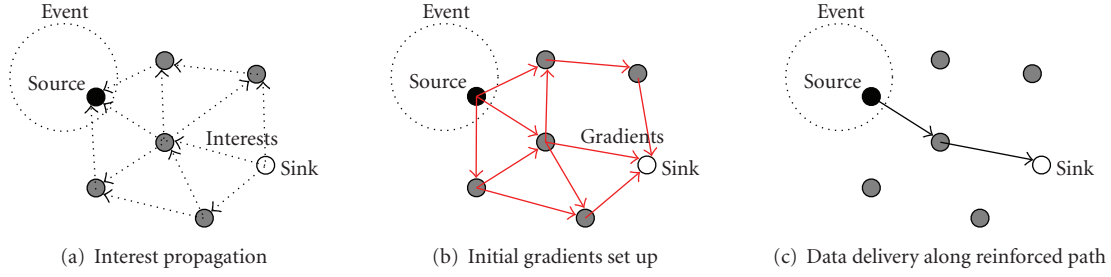 Event
Source
Interests
Sink
(a) Interest propagation
Event
Source
Gradients
Sink
(b) Initial gradients set up
Event
Source
Sink
(c) Data delivery along reinforced path